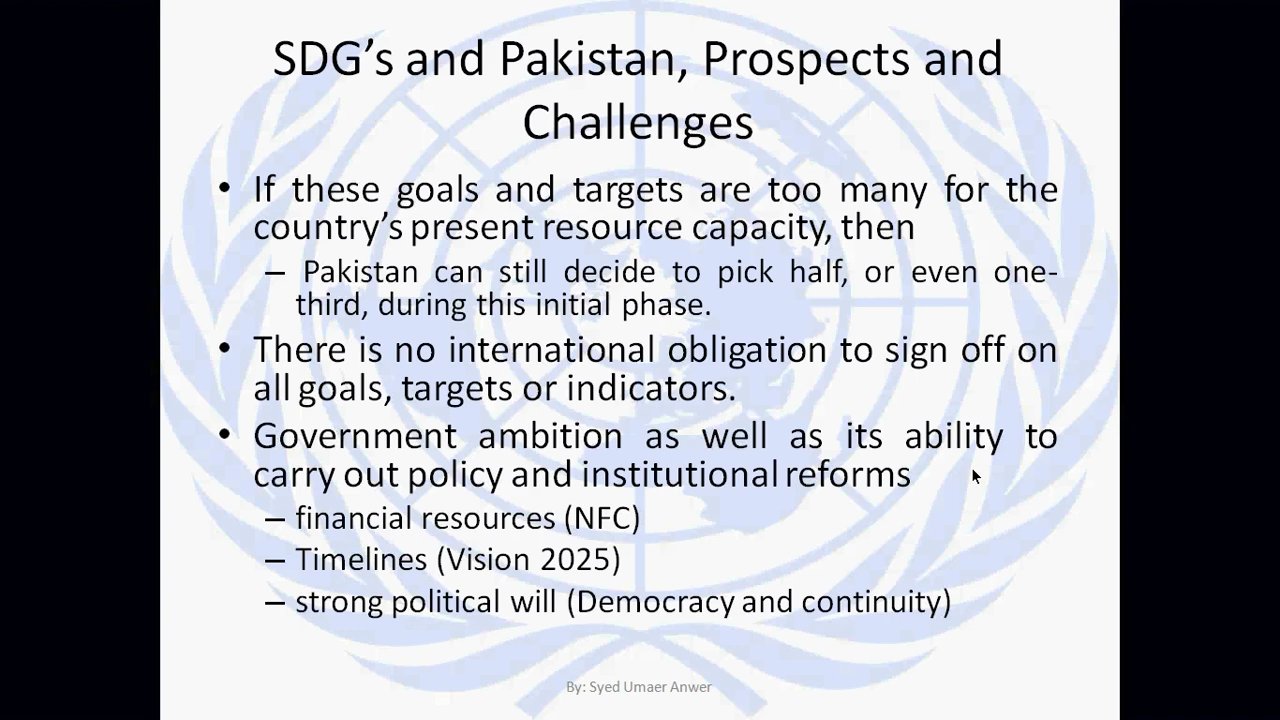 SDG’s and Pakistan, Prospects and
Challenges
• If these goals and targets are too many for the
country’s present resource capacity, then
– Pakistan can still decide to pick half, or even one-
third, during this initial phase.
• There is no international obligation to sign off on
all goals, targets or indicators.
• Government ambition as well as its ability to
carry out policy and institutional reforms
– financial resources (NFC)
– Timelines (Vision 2025)
– strong political will (Democracy and continuity)
By: Syed Umaer Anwer